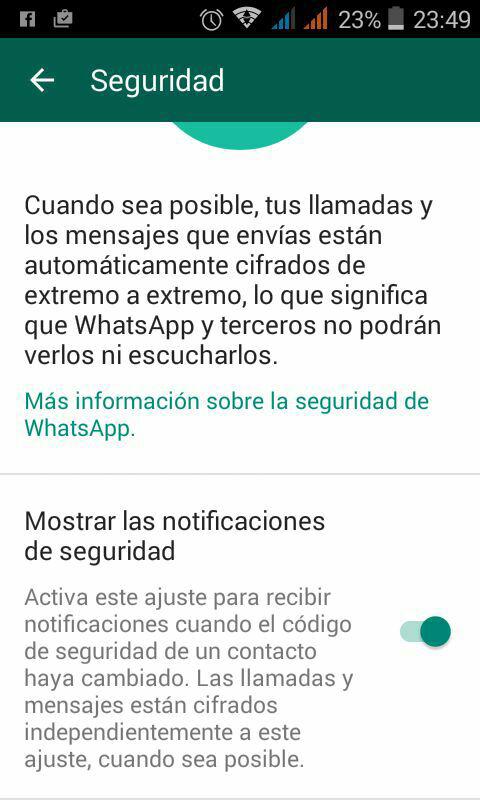 23% 23:49
Seguridad
Cuando sea posible, tus llamadas y
los mensajes que envías están
automáticamente cifrados de
extremo a extremo, lo que significa
que WhatsApp y terceros no podrán
verlos ni escucharlos.
Más información sobre la seguridad de
WhatsApp.
Mostrar las notificaciones
de seguridad
Activa este ajuste para recibir
notificaciones cuando el código
de seguridad de un contacto
haya cambiado. Las llamadas y
mensajes están cifrados
independientemente a este
ajuste, cuando sea posible.